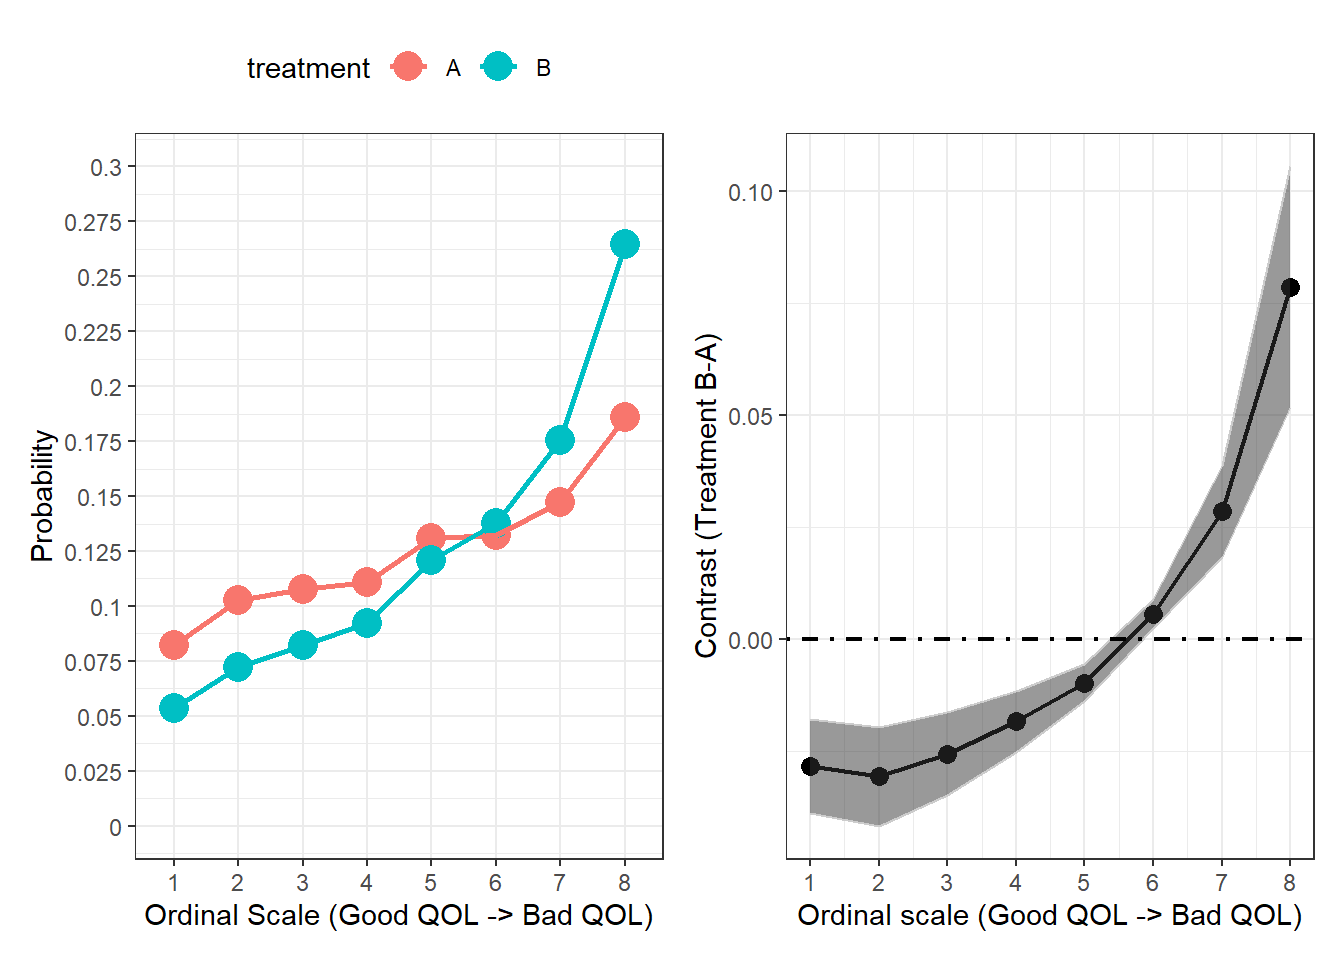 treatment A B
0.3
0.275
0.25
0.225
0.2
0.175
0.15
0.125
0.1
0.075
0.05
0.025
0
Probability
1 2 3 4 5 6 7 8
Ordinal Scale (Good QOL -> Bad QOL)
0.10
0.05
0.00
Contrast (Treatment B-A)
1 2 3 4 5 6 7 8
Ordinal scale (Good QOL -> Bad QOL)